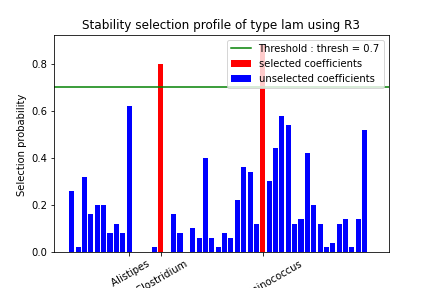 Stability selection profile of type lam using R3
Threshold : thresh = 0.7
selected coefficients
unselected coefficients
Selection probability
0.8
0.6
0.4
0.2
0.0
Alistipes
Clostridium
inococcus